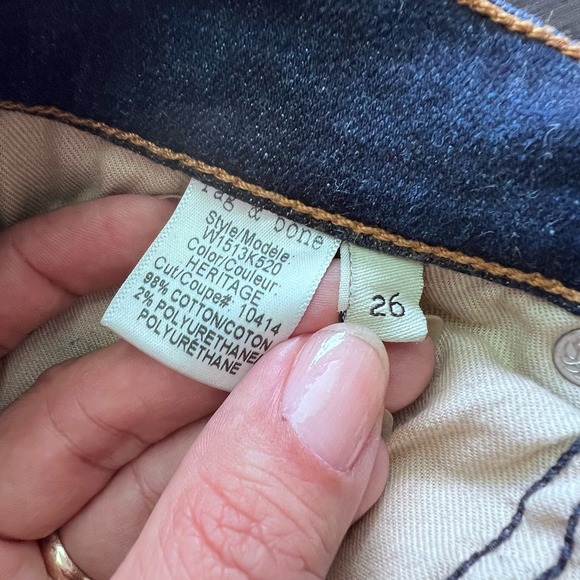 rag & bone
Style/Modèle
W1513K520
Color/Couleur:
HERITAGE
Cut/Coupe#: 10414
98% COTTON/COTON
2% POLYURETHANE/
POLYURÉTHANE
26